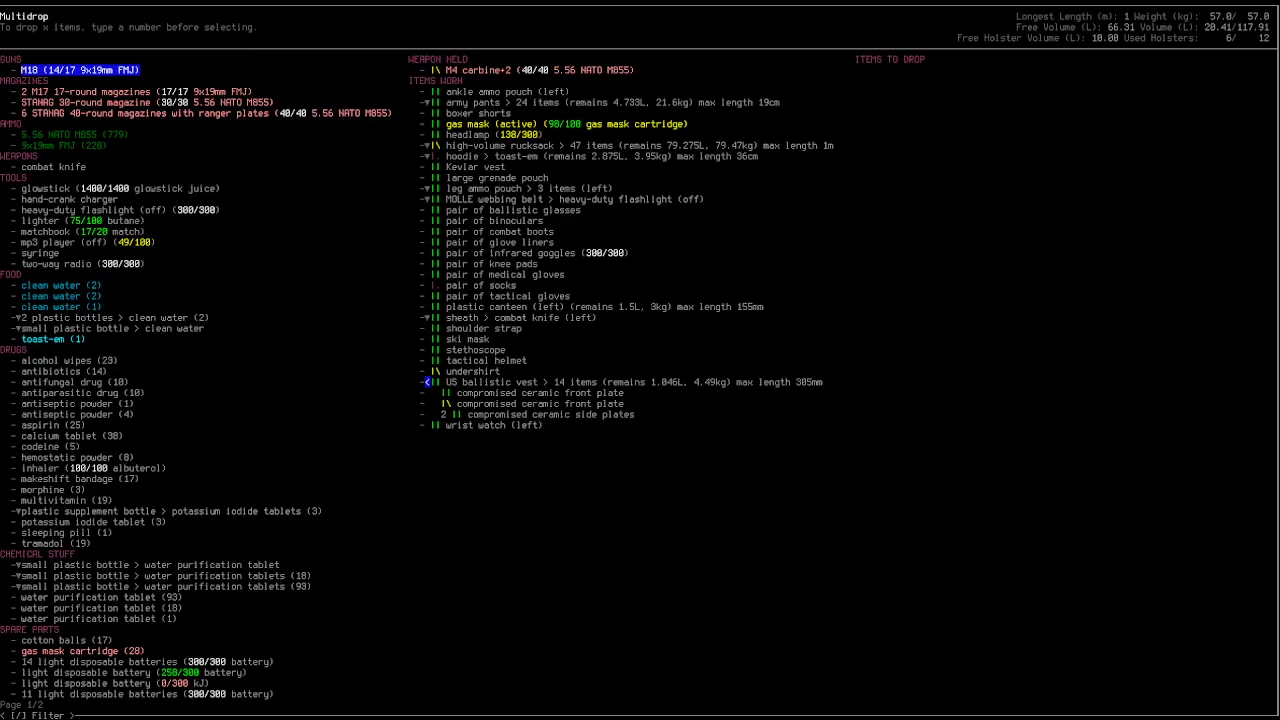 Multidrop
To drop x items, type a number before selecting.
Longest Length (m): 1 Weight (kg): 57.0/ 57.0
Free Volume (L): 66.31 Volume (L): 20.41/117.91
Free Holster Volume (L): 10.00 Used Holsters: 6/ 12
GUNS
- M18 (14/17 9x19mm FMJ)
MAGAZINES
- 2 M17 17-round magazines (17/17 9x19mm FMJ)
- STANAG 30-round magazine (30/30 5.56 NATO M855)
- 6 STANAG 40-round magazines with ranger plates (40/40 5.56 NATO M855)
AMMO
- 5.56 NATO M855 (779)
- 9x19mm FMJ (220)
WEAPONS
- combat knife
TOOLS
- glowstick (1400/1400 glowstick juice)
- hand-crank charger
- heavy-duty flashlight (off) (300/300)
- lighter (75/100 butane)
- matchbook (17/20 match)
- mp3 player (off) (49/100)
- syringe
- two-way radio (300/300)
FOOD
- clean water (2)
- clean water (2)
- clean water (1)
-▼2 plastic bottles > clean water (2)
-▼small plastic bottle > clean water
- toast-em (1)
DRUGS
- alcohol wipes (23)
- antibiotics (14)
- antifungal drug (10)
- antiparasitic drug (10)
- antiseptic powder (1)
- antiseptic powder (4)
- aspirin (25)
- calcium tablet (38)
- codeine (5)
- hemostatic powder (8)
- inhaler (100/100 albuterol)
- makeshift bandage (17)
- morphine (3)
- multivitamin (19)
-▼plastic supplement bottle > potassium iodide tablets (3)
- potassium iodide tablet (3)
- sleeping pill (1)
- tramadol (19)
CHEMICAL STUFF
-▼small plastic bottle > water purification tablet
-▼small plastic bottle > water purification tablets (18)
-▼small plastic bottle > water purification tablets (93)
- water purification tablet (93)
- water purification tablet (18)
- water purification tablet (1)
SPARE PARTS
- cotton balls (17)
- gas mask cartridge (28)
- 14 light disposable batteries (300/300 battery)
- light disposable battery (258/300 battery)
- light disposable battery (0/300 kJ)
- 11 light disposable batteries (300/300 battery)
Page 1/2
< [/] Filter >
WEAPON HELD
- |\ M4 carbine+2 (40/40 5.56 NATO M855)
ITEMS WORN
- || ankle ammo pouch (left)
-▼|| army pants > 24 items (remains 4.733L, 21.6kg) max length 19cm
- || boxer shorts
- || gas mask (active) (98/100 gas mask cartridge)
- || headlamp (138/300)
-▼|\ high-volume rucksack > 47 items (remains 79.275L, 79.47kg) max length 1m
-▼|. hoodie > toast-em (remains 2.875L, 3.95kg) max length 36cm
- || Kevlar vest
- || large grenade pouch
-▼|| leg ammo pouch > 3 items (left)
-▼|| MOLLE webbing belt > heavy-duty flashlight (off)
- || pair of ballistic glasses
- || pair of binoculars
- || pair of combat boots
- || pair of glove liners
- || pair of infrared goggles (300/300)
- || pair of knee pads
- || pair of medical gloves
- |. pair of socks
- || pair of tactical gloves
- || plastic canteen (left) (remains 1.5L, 3kg) max length 155mm
-▼|| sheath > combat knife (left)
- || shoulder strap
- || ski mask
- || stethoscope
- || tactical helmet
- |\ undershirt
-<|| US ballistic vest > 14 items (remains 1.046L, 4.49kg) max length 305mm
- || compromised ceramic front plate
- |\ compromised ceramic front plate
- 2 || compromised ceramic side plates
- || wrist watch (left)
ITEMS TO DROP